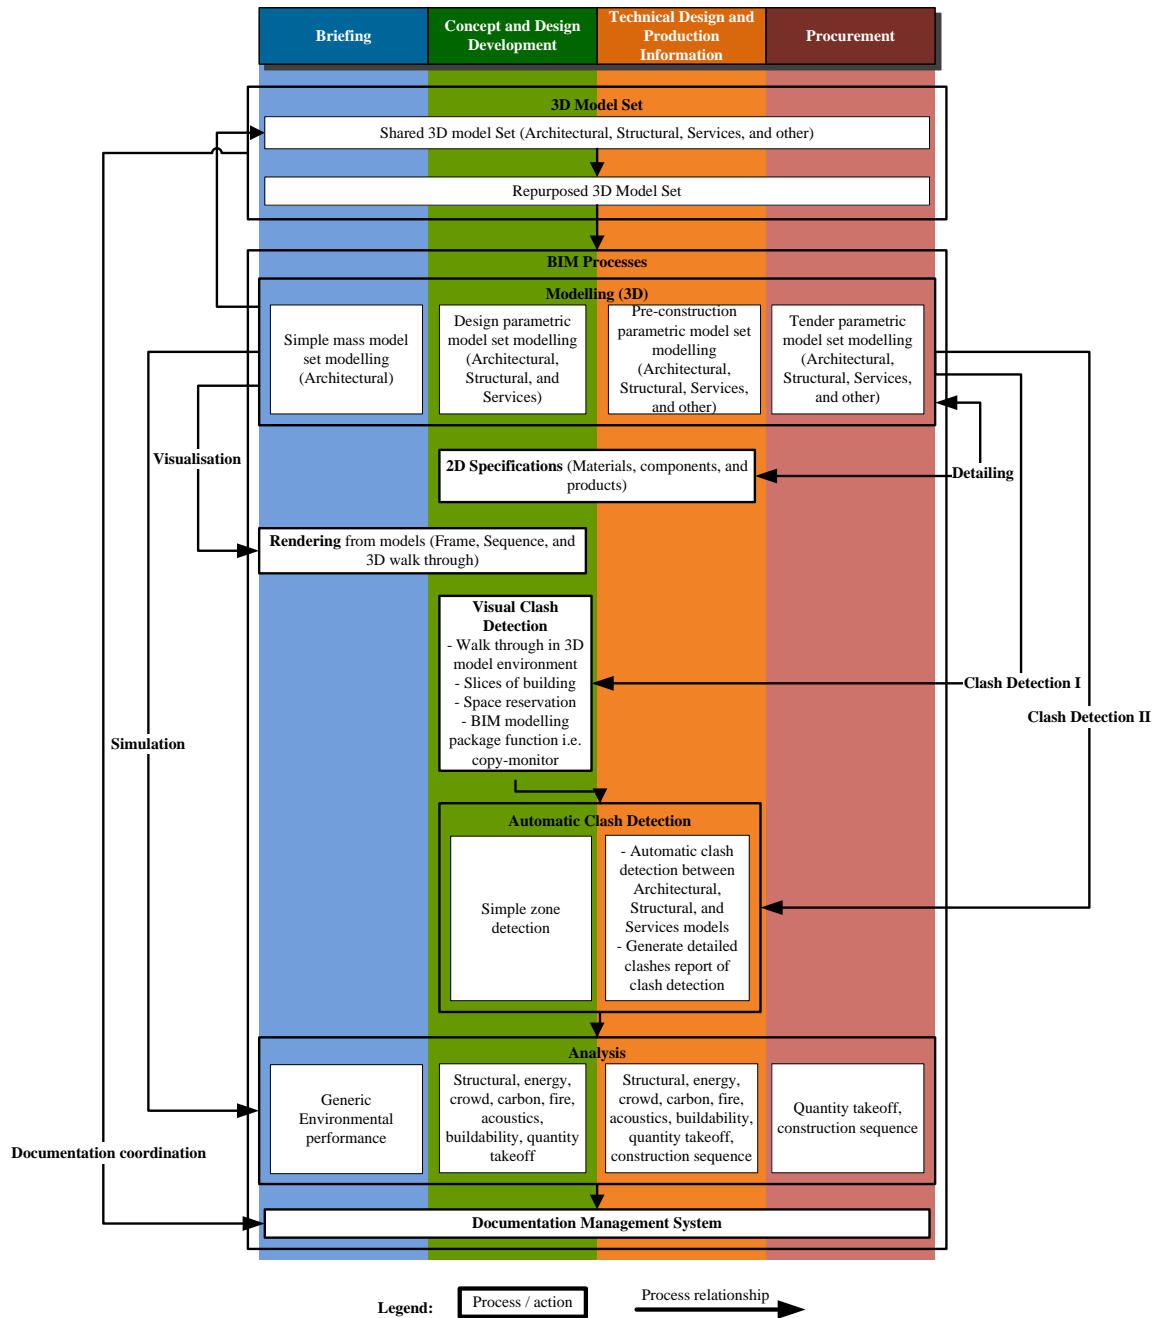 Briefing
Concept and Design
Development
Technical Design and
Production
Information
Procurement
3D Model Set
Shared 3D model Set (Architectural, Structural, Services, and other)
Repurposed 3D Model Set
BIM Processes
Modelling (3D)
Simple mass model
set modelling
(Architectural)
Design parametric
model set modelling
(Architectural,
Structural, and
Services)
Pre-construction
parametric model set
modelling
(Architectural,
Structural, Services,
and other)
Tender parametric
model set modelling
(Architectural,
Structural, Services,
and other)
Visualisation
2D Specifications (Materials, components, and
products)
Detailing
Rendering from models (Frame, Sequence, and
3D walk through)
Visual Clash
Detection
- Walk through in 3D
model environment
- Slices of building
- Space reservation
- BIM modelling
package function i.e.
copy-monitor
Clash Detection I
Clash Detection II
Simulation
Automatic Clash Detection
Simple zone
detection
- Automatic clash
detection between
Architectural,
Structural, and
Services models
- Generate detailed
clashes report of
clash detection
Analysis
Generic
Environmental
performance
Structural, energy,
crowd, carbon, fire,
acoustics,
buildability, quantity
takeoff
Structural, energy,
crowd, carbon, fire,
acoustics, buildability,
quantity takeoff,
construction sequence
Quantity takeoff,
construction sequence
Documentation coordination
Documentation Management System
Legend:
Process / action
Process relationship